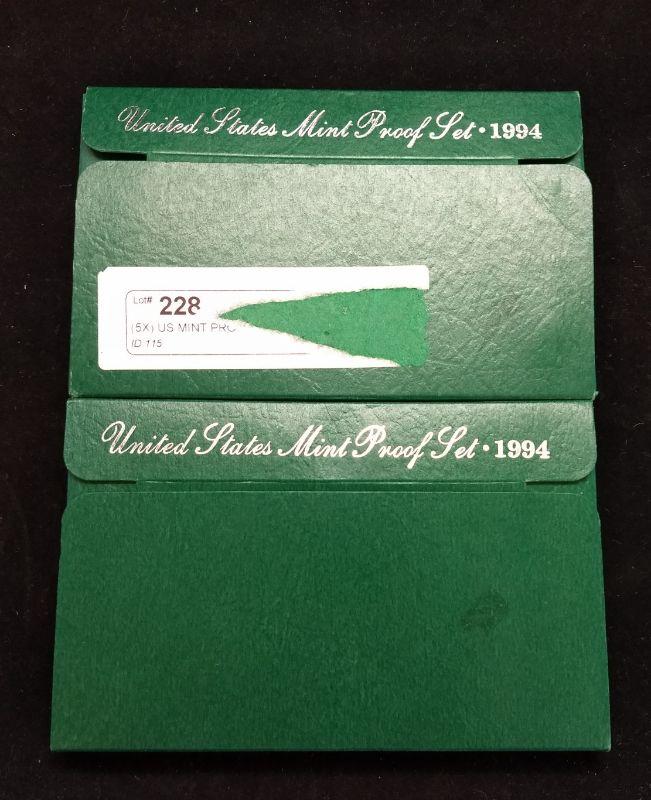 United States Mint Proof Set • 1994
Lot# 228
(5X) US MINT
ID:115
United States Mint Proof Set • 1994